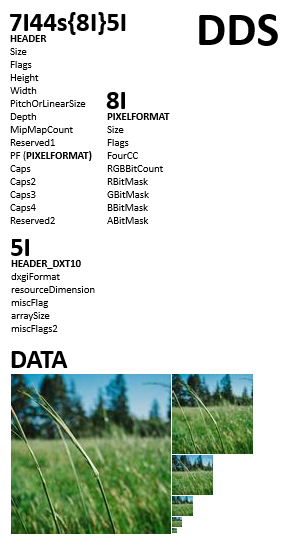 7I44s{8I}5I
DDS
HEADER
Size
Flags
Height
Width
PitchOrLinearSize
Depth
MipMapCount
Reserved1
PF (PIXELFORMAT)
Caps
Caps2
Caps3
Caps4
Reserved2
8I
PIXELFORMAT
Size
Flags
FourCC
RGBBitCount
RBitMask
GBitMask
BBitMask
ABitMask
5I
HEADER_DXT10
dxgiFormat
resourceDimension
miscFlag
arraySize
miscFlags2
DATA